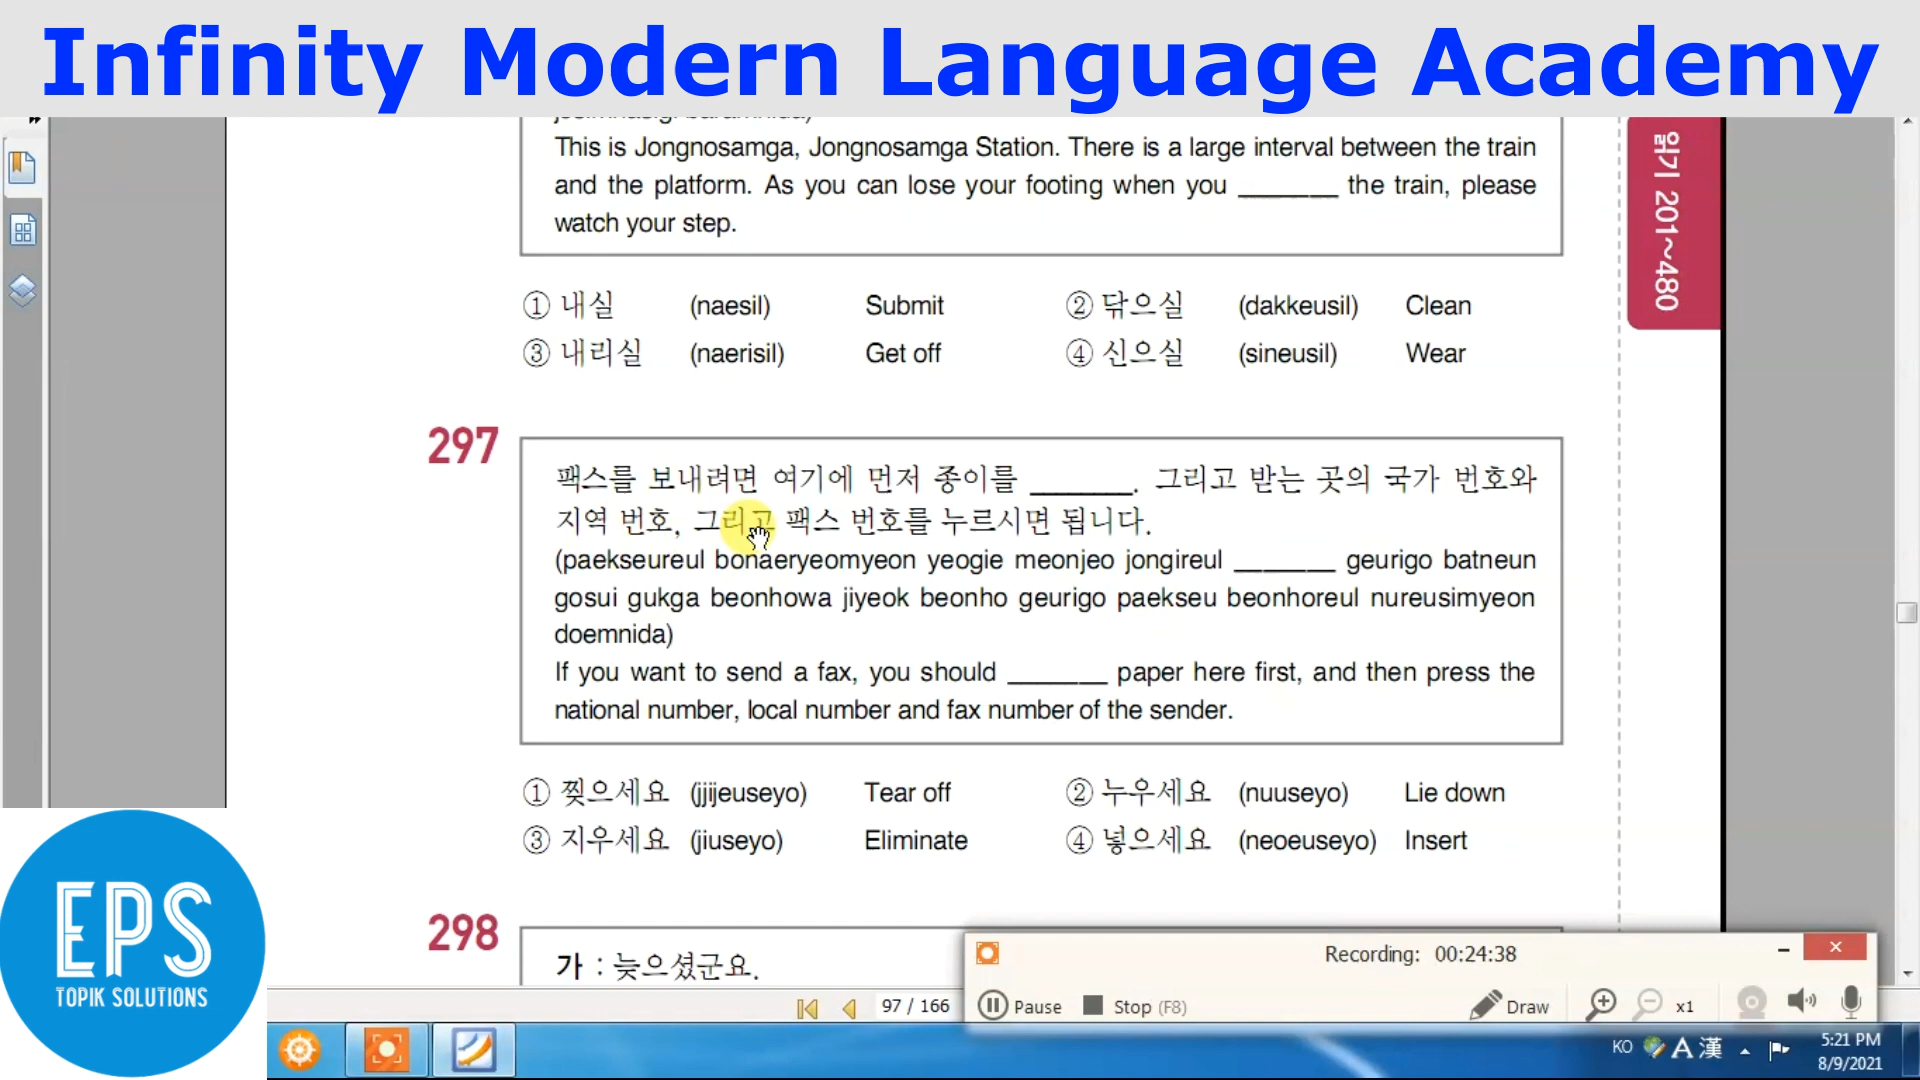 Infinity Modern Language Academy
This is Jongnosamga, Jongnosamga Station. There is a large interval between the train
and the platform. As you can lose your footing when you _______ the train, please
watch your step.
① 내실 (naesil) Submit ② 닦으실 (dakkeusil) Clean
③ 내리실 (naerisil) Get off ④ 신으실 (sineusil) Wear
읽기 201~480
297
팩스를 보내려면 여기에 먼저 종이를 _______. 그리고 받는 곳의 국가 번호와
지역 번호, 그리고 팩스 번호를 누르시면 됩니다.
(paekseureul bonaeryeomyeon yeogie meonjeo jongireul _______ geurigo batneun
gosui gukga beonhowa jiyeok beonho geurigo paekseu beonhoreul nureusimyeon
doemnida)
If you want to send a fax, you should _______ paper here first, and then press the
national number, local number and fax number of the sender.
① 찢으세요 (jjijeuseyo) Tear off ② 누우세요 (nuuseyo) Lie down
③ 지우세요 (jiuseyo) Eliminate ④ 넣으세요 (neoeuseyo) Insert
298
가 : 늦으셨군요.
EPS
TOPIK SOLUTIONS
97 / 166
Recording: 00:24:38
Pause Stop (F8) Draw x1
KO A 漢
5:21 PM
8/9/2021